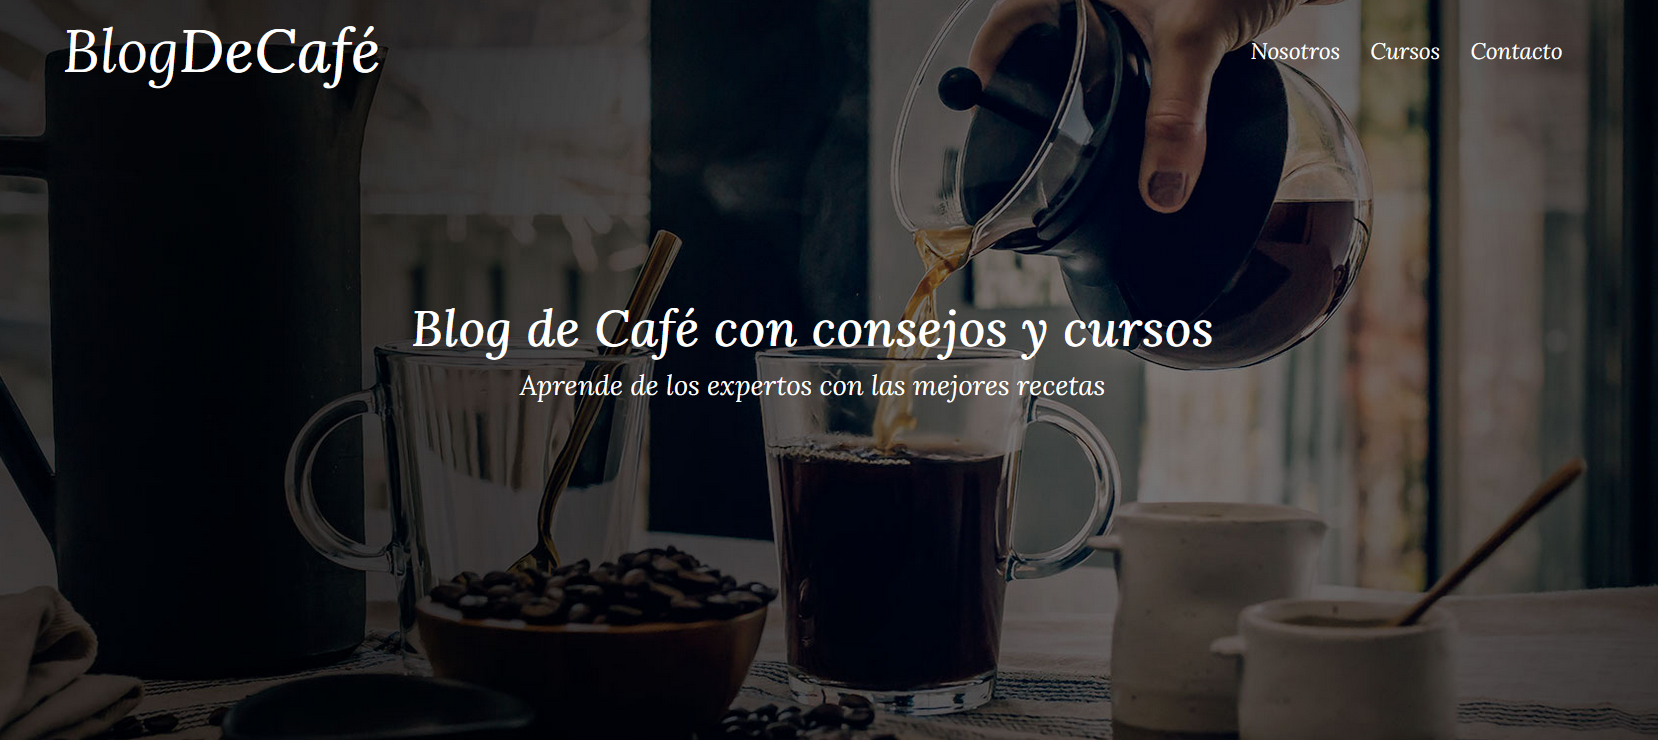 BlogDeCafé
Nosotros Cursos Contacto
Blog de Café con consejos y cursos
Aprende de los expertos con las mejores recetas